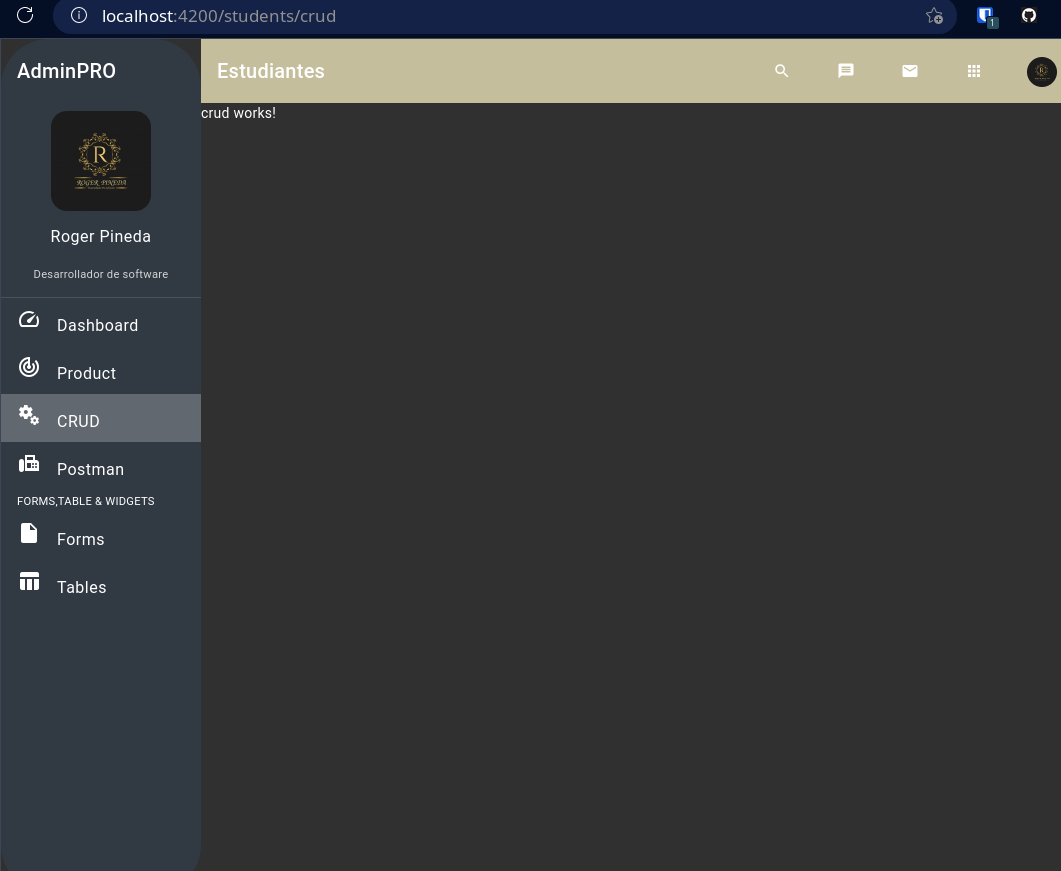 localhost:4200/students/crud
1
AdminPRO
Estudiantes
crud works!
R
ROGER PINEDA
Roger Pineda
Desarrollador de software
Dashboard
Product
CRUD
Postman
FORMS,TABLE & WIDGETS
Forms
Tables